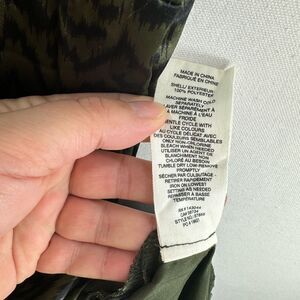 MADE IN CHINA
FABRIQUÉ EN CHINE
SHELL/ EXTERIEUR
100% POLYESTER
MACHINE WASH COLD
SEPARATELY
LAVER SÉPARÉMENT À
LA MACHINE À L'EAU
FROIDE
GENTLE CYCLE WITH
LIKE COLOURS
AU CYCLE DÉLICAT AVEC
DES COULEURS SEMBLABLES
ONLY NON-CHLORINE
BLEACH WHEN NEEDED
UTILISER UN AGENT DE
BLANCHIMENT NON
CHLORÉ AU BESOIN
TUMBLE DRY LOW-REMOVE
PROMPTLY
SÉCHER PAR CULBUTAGE -
RETIRER RAPIDEMENT
IRON ON LOWEST
SETTING AS NEEDED
REPASSER À BASSE
TEMPÉRATURE